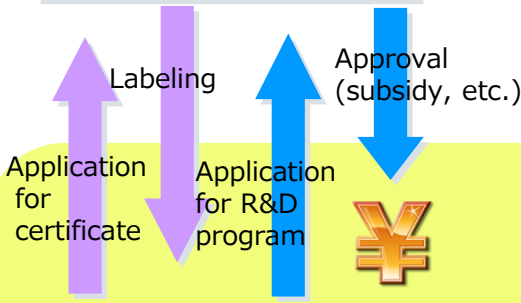 Labeling
Approval
(subsidy, etc.)
Application
for
certificate
Application
for R&D
program
¥